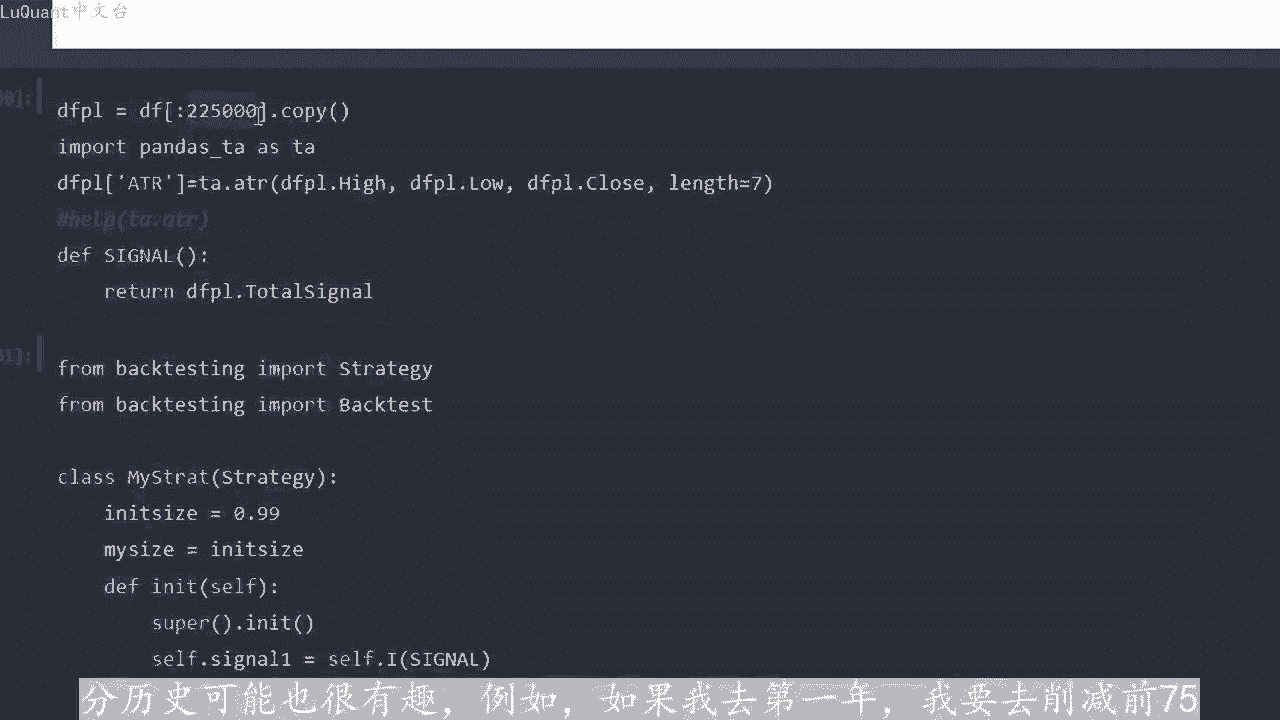 LuQuant中文台
dfpl = df[:225000].copy()
import pandas_ta as ta
dfpl['ATR']=ta.atr(dfpl.High, dfpl.Low, dfpl.Close, length=7)
#help(ta.atr)
def SIGNAL():
    return dfpl.TotalSignal
from backtesting import Strategy
from backtesting import Backtest
class MyStrat(Strategy):
    initsize = 0.99
    mysize = initsize
    def init(self):
        super().init()
        self.signal1 = self.I(SIGNAL)
分历史可能也很有趣，例如，如果我去第一年，我要去削减前75